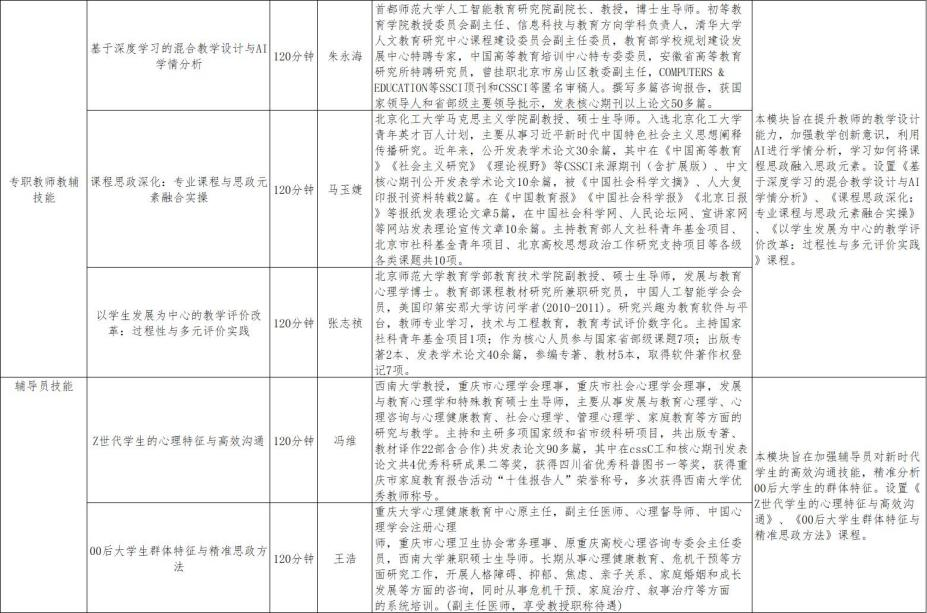 基于深度学习的混合教学设计与AI
学情分析
120分钟
朱永海
首都师范大学人工智能教育研究院副院长、教授，博士生导师。初等教
育学院教授委员会副主任、信息科技与教育方向学科负责人，清华大学
人文教育研究中心课程建设委员会副主任委员，教育部学校规划建设发
展中心特聘专家，中国高等教育培训中心特专委委员，安徽省高等教育
研究所特聘研究员，曾挂职北京市房山区教委副主任，COMPUTERS &
EDUCATION等SSCI顶刊和CSSCI等匿名审稿人。撰写多篇咨询报告，获国
家领导人和省部级主要领导批示，发表核心期刊以上论文50多篇。
专职教师教辅
技能
课程思政深化：专业课程与思政元
素融合实操
120分钟
马玉婕
北京化工大学马克思主义学院副教授、硕士生导师。入选北京化工大学
青年英才百人计划，主要从事习近平新时代中国特色社会主义思想阐释
传播研究。近年来，公开发表学术论文30余篇，其中在《中国高等教育
》《社会主义研究》《理论视野》等CSSCI来源期刊（含扩展版）、中文
核心期刊公开发表学术论文10余篇，被《中国社会科学文摘》、人大复
印报刊资料转载2篇。在《中国教育报》《中国社会科学报》《北京日报
》等报纸发表理论文章5篇，在中国社会科学网、人民论坛网、宣讲家网
等网站发表理论宣传文章10余篇。主持教育部人文社科青年基金项目、
北京市社科基金青年项目、北京高校思想政治工作研究支持项目等各级
各类课题共10项。
本模块旨在提升教师的教学设计
能力，加强教学创新意识，利用
AI进行学情分析，学习如何将课
程思政融入思政元素。设置《基
于深度学习的混合教学设计与AI
学情分析》、《课程思政深化：
专业课程与思政元素融合实操》
、《以学生发展为中心的教学评
价改革：过程性与多元评价实践
》课程。
以学生发展为中心的教学评价改
革：过程性与多元评价实践
120分钟
张志祯
北京师范大学教育学部教育技术学院副教授、硕士生导师，发展与教育
心理学博士。教育部课程教材研究所兼职研究员，中国人工智能学会会
员，美国印第安那大学访问学者(2010-2011)。研究兴趣为教育软件与平
台，教师专业学习，技术与工程教育，教育考试评价数字化。主持国家
社科青年基金项目1项；作为核心人员参与国家省部级课题7项；出版专
著2本、发表学术论文40余篇，参编专著、教材5本，取得软件著作权登
记7项。
辅导员技能
Z世代学生的心理特征与高效沟通
120分钟
冯维
西南大学教授，重庆市心理学会理事，重庆市社会心理学会理事，发展
与教育心理学和特殊教育硕士生导师，主要从事发展与教育心理学、心
理咨询与心理健康教育、社会心理学、管理心理学、家庭教育等方面的
研究与教学。主持和主研多项国家级和省市级科研项目，共出版专著、
教材译作22部含合作)共发表论文90多篇，其中在cssC工和核心期刊发表
论文共4优秀科研成果二等奖，获得四川省优秀科普图书一等奖，获得重
庆市家庭教育报告活动“十佳报告人”荣誉称号，多次获得西南大学优
秀教师称号。
本模块旨在加强辅导员对新时代
学生的高效沟通技能，精准分析
00后大学生的群体特征。设置《
Z世代学生的心理特征与高效沟
通》、《00后大学生群体特征与
精准思政方法》课程。
00后大学生群体特征与精准思政方
法
120分钟
王浩
重庆大学心理健康教育中心原主任，副主任医师、心理督导师、中国心
理学会注册心理
师，重庆市心理卫生协会常务理事、原重庆高校心理咨询专委会主任委
员，西南大学兼职硕士生导师。长期从事心理健康教育、危机干预等方
面研究工作，开展人格障碍、抑郁、焦虑、亲子关系、家庭婚姻和成长
发展等方面的咨询，同时从事危机干预、家庭治疗、叙事治疗等方面
的系统培训。(副主任医师，享受教授职称待遇)